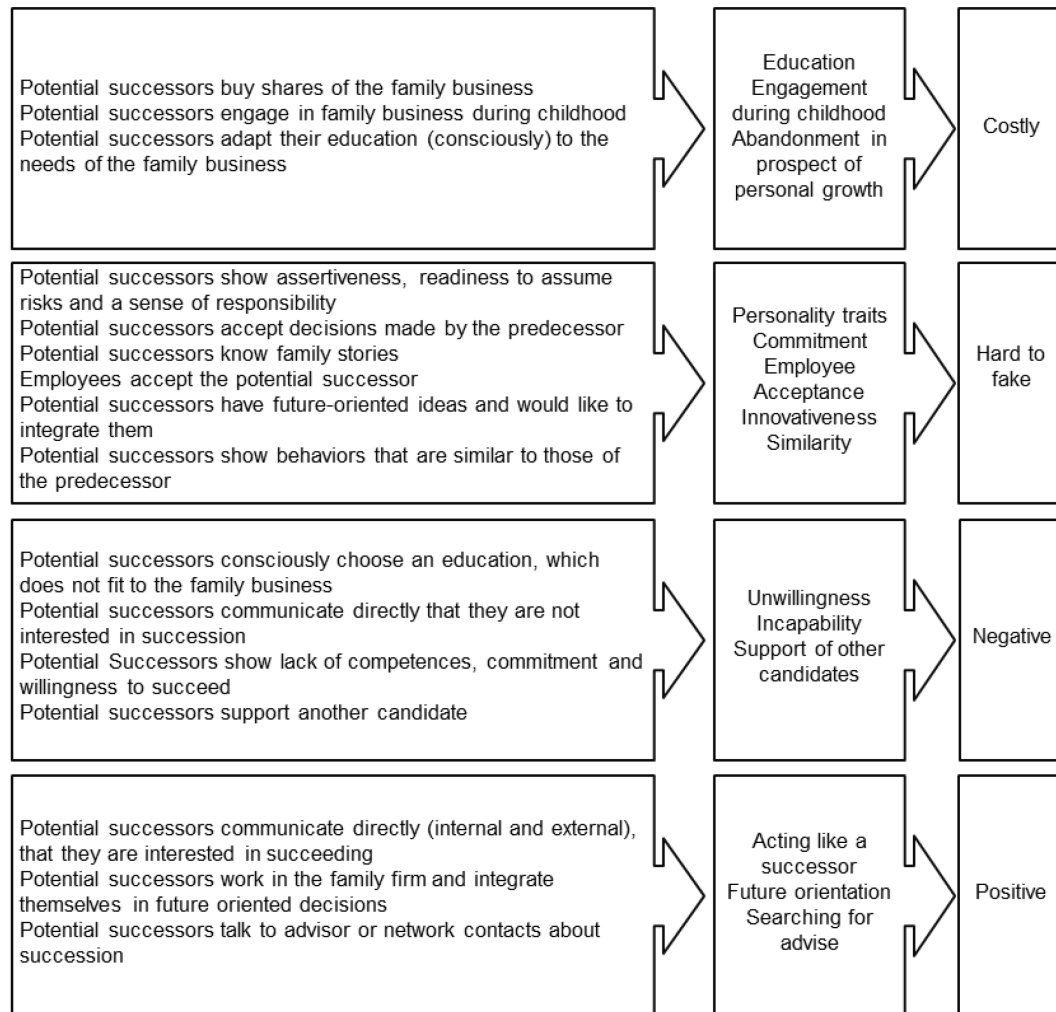 Potential successors buy shares of the family business
Potential successors engage in family business during childhood
Potential successors adapt their education (consciously) to the
needs of the family business
Education
Engagement
during childhood
Abandonment in
prospect of
personal growth
Costly
Potential successors show assertiveness, readiness to assume
risks and a sense of responsibility
Potential successors accept decisions made by the predecessor
Potential successors know family stories
Employees accept the potential successor
Potential successors have future-oriented ideas and would like to
integrate them
Potential successors show behaviors that are similar to those of
the predecessor
Personality traits
Commitment
Employee
Acceptance
Innovativeness
Similarity
Hard to
fake
Potential successors consciously choose an education, which
does not fit to the family business
Potential successors communicate directly that they are not
interested in succession
Potential Successors show lack of competences, commitment and
willingness to succeed
Potential successors support another candidate
Unwillingness
Incapability
Support of other
candidates
Negative
Potential successors communicate directly (internal and external),
that they are interested in succeeding
Potential successors work in the family firm and integrate
themselves in future oriented decisions
Potential successors talk to advisor or network contacts about
succession
Acting like a
successor
Future orientation
Searching for
advise
Positive